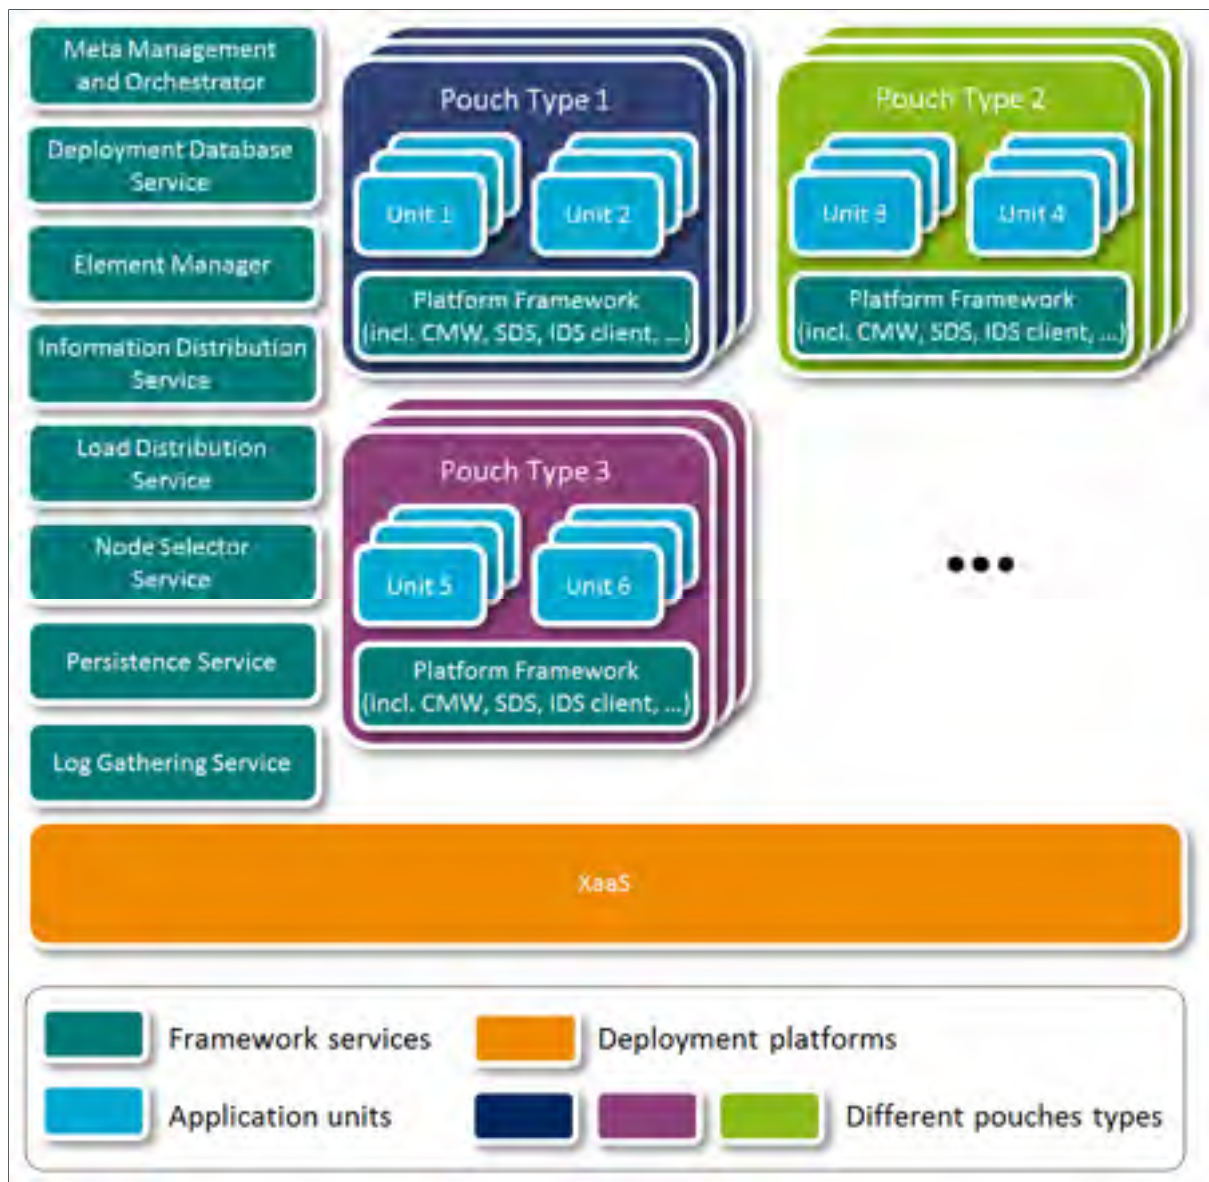 Meta Management
and Orchestrator
Deployment Database
Service
Element Manager
Information Distribution
Service
Load Distribution
Service
Node Selector
Service
Persistence Service
Log Gathering Service
Pouch Type 1
Unit 1
Unit 2
Platform Framework
(incl. CMW, SDS, IDS client, ...)
Pouch Type 2
Unit 3
Unit 4
Platform Framework
(incl. CMW, SDS, IDS client, ...)
Pouch Type 3
Unit 5
Unit 6
Platform Framework
(incl. CMW, SDS, IDS client, ...)
...
XaaS
Framework services
Deployment platforms
Application units
Different pouches types